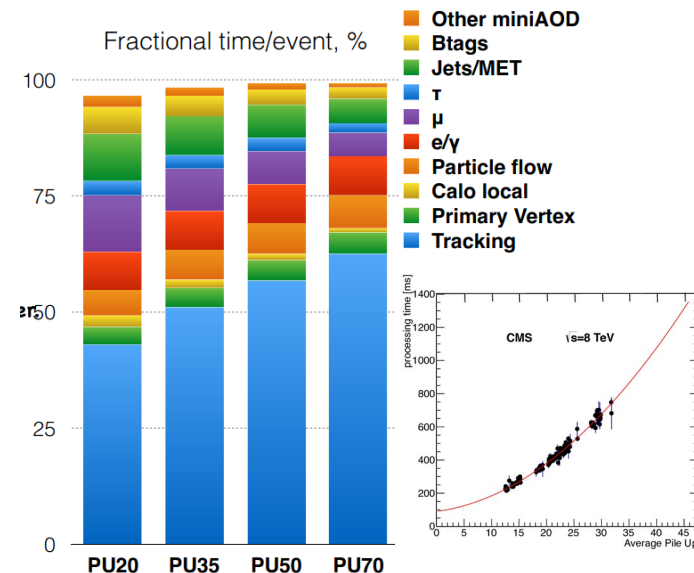 Fractional time/event, %
100
75
50
25
0
PU20 PU35 PU50 PU70
Other miniAOD
Btags
Jets/MET
τ
μ
e/γ
Particle flow
Calo local
Primary Vertex
Tracking
processing time [ms]
1400
1200
1000
800
600
400
200
0
CMS √s=8 TeV
0 5 10 15 20 25 30 35 40 45
Average Pile Up